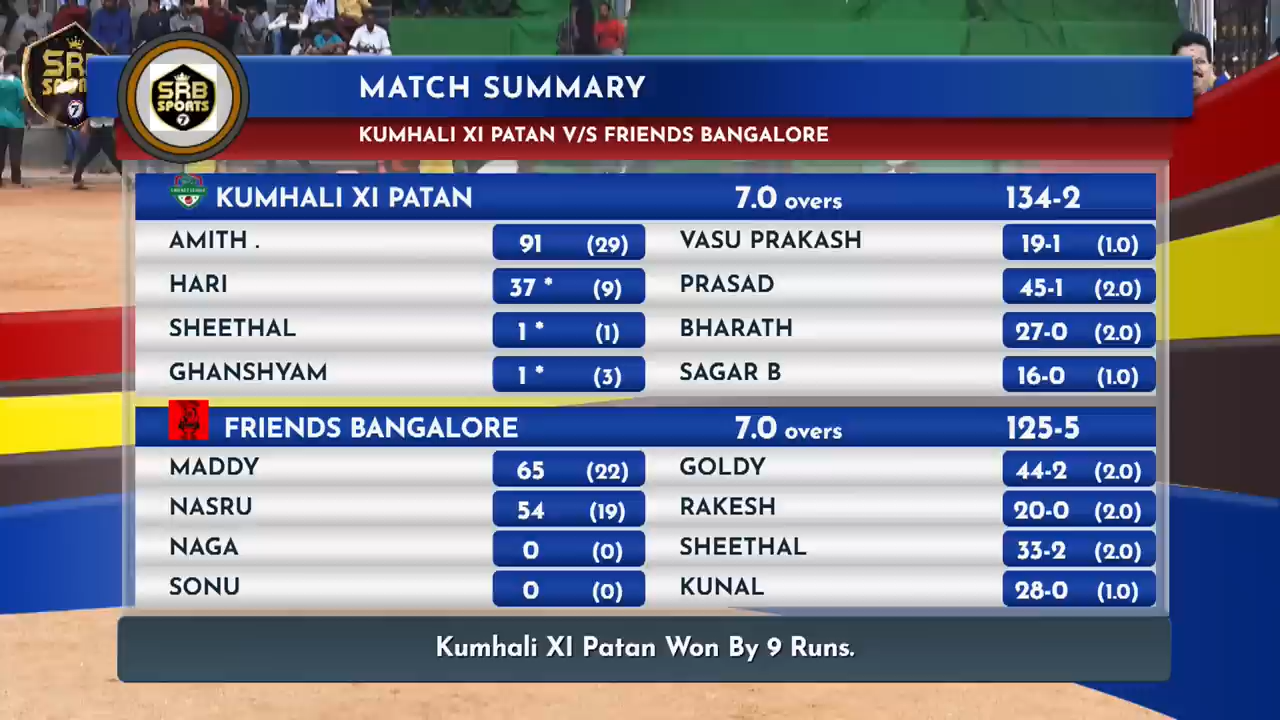 MATCH SUMMARY
KUMHALI XI PATAN V/S FRIENDS BANGALORE
SRB
SPORTS
7
KUMHALI XI PATAN 7.0 overs 134-2
AMITH . 91 (29) VASU PRAKASH 19-1 (1.0)
HARI 37 * (9) PRASAD 45-1 (2.0)
SHEETHAL 1 * (1) BHARATH 27-0 (2.0)
GHANSHYAM 1 * (3) SAGAR B 16-0 (1.0)
FRIENDS BANGALORE 7.0 overs 125-5
MADDY 65 (22) GOLDY 44-2 (2.0)
NASRU 54 (19) RAKESH 20-0 (2.0)
NAGA 0 (0) SHEETHAL 33-2 (2.0)
SONU 0 (0) KUNAL 28-0 (1.0)
Kumhali XI Patan Won By 9 Runs.